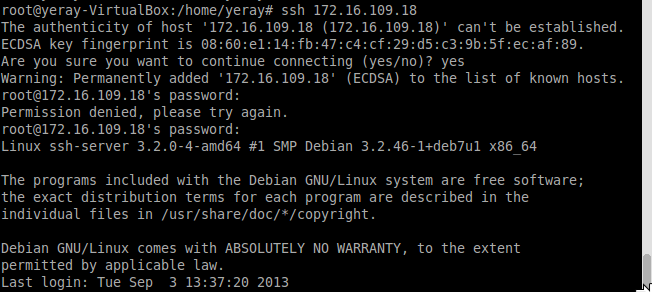 root@yeray-VirtualBox:/home/yeray# ssh 172.16.109.18
The authenticity of host '172.16.109.18 (172.16.109.18)' can't be established.
ECDSA key fingerprint is 08:60:e1:14:fb:47:c4:cf:29:d5:c3:9b:5f:ec:af:89.
Are you sure you want to continue connecting (yes/no)? yes
Warning: Permanently added '172.16.109.18' (ECDSA) to the list of known hosts.
root@172.16.109.18's password:
Permission denied, please try again.
root@172.16.109.18's password:
Linux ssh-server 3.2.0-4-amd64 #1 SMP Debian 3.2.46-1+deb7u1 x86_64
The programs included with the Debian GNU/Linux system are free software;
the exact distribution terms for each program are described in the
individual files in /usr/share/doc/*/copyright.
Debian GNU/Linux comes with ABSOLUTELY NO WARRANTY, to the extent
permitted by applicable law.
Last login: Tue Sep  3 13:37:20 2013